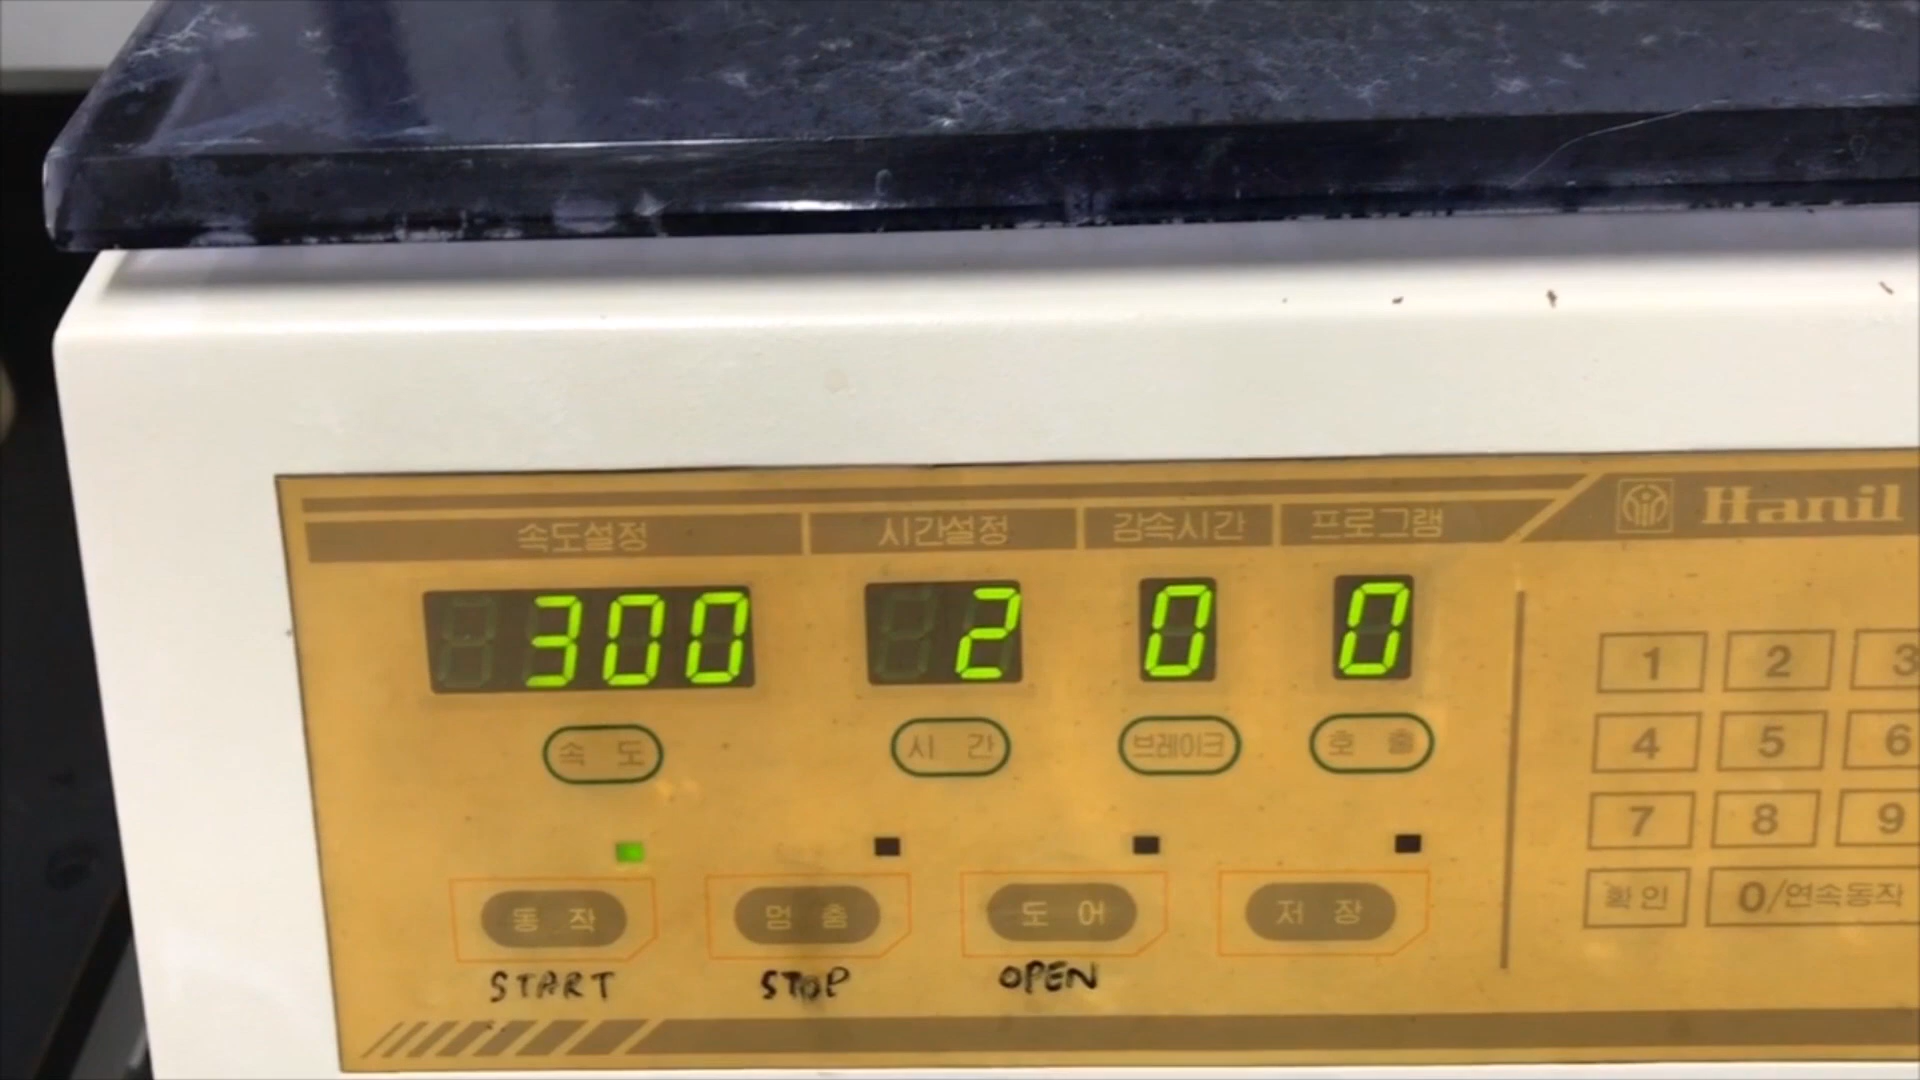 속도설정 시간설정 감속시간 프로그램 Hanil
300 2 0 0
속 도 시 간 브레이크 호 출
1 2 3
4 5 6
7 8 9
동 작 멈 춤 도 어 저 장 확인 0/연속동작
START STOP OPEN